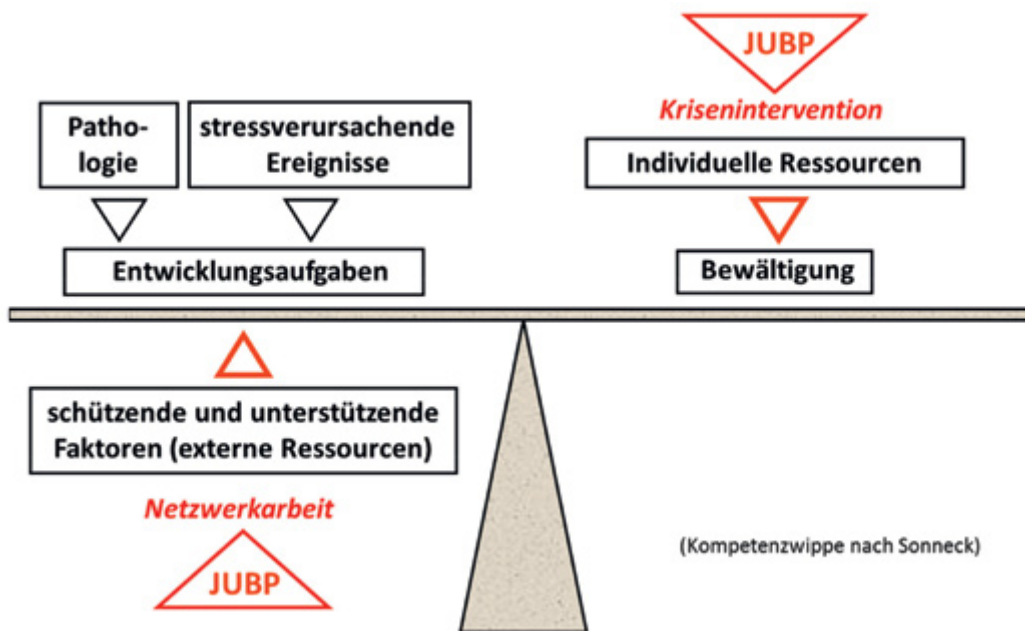 JUBP
Krisenintervention
Patho-
logie
stressverursachende
Ereignisse
Individuelle Ressourcen
Entwicklungsaufgaben
Bewältigung
schützende und unterstützende
Faktoren (externe Ressourcen)
Netzwerkarbeit
JUBP
(Kompetenzwippe nach Sonneck)